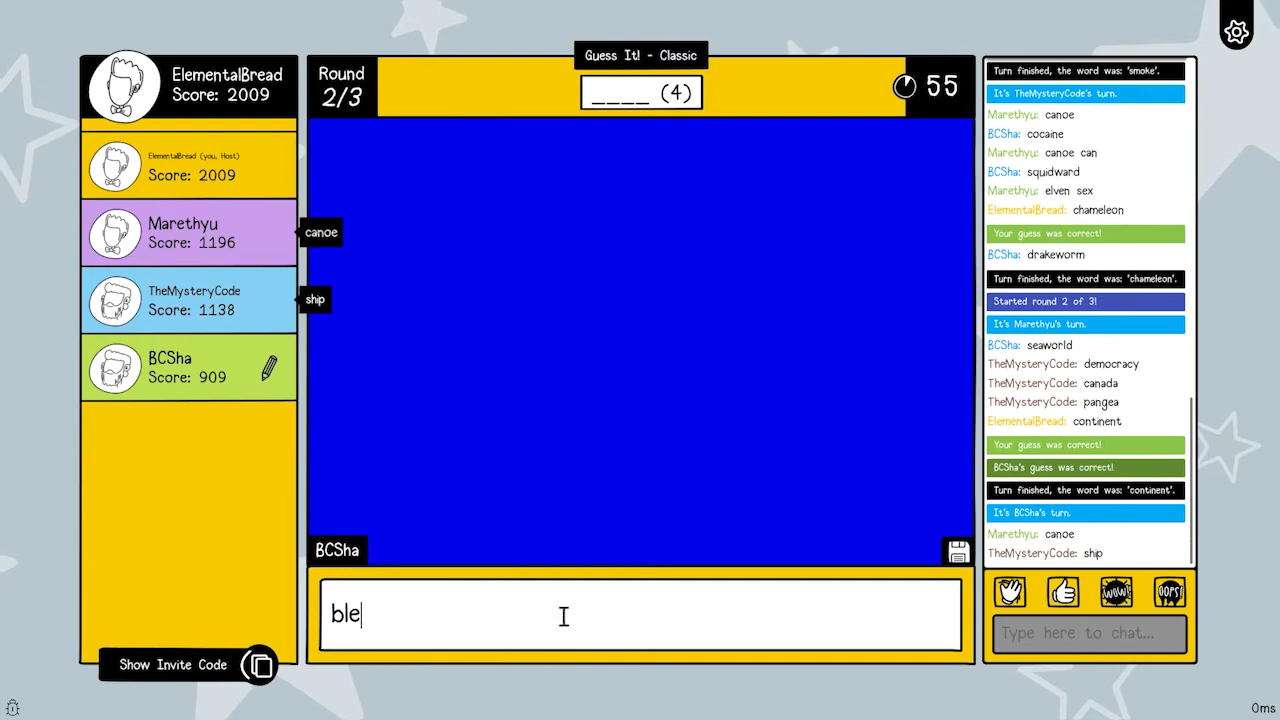 ElementalBread
Score: 2009
ElementalBread (you, Host)
Score: 2009
Marethyu
Score: 1196
TheMysteryCode
Score: 1138
BCSha
Score: 909
Show Invite Code
Round
2/3
Guess It! - Classic
____ (4)
55
canoe
ship
BCSha
ble
Turn finished, the word was: 'smoke'.
It's TheMysteryCode's turn.
Marethyu: canoe
BCSha: cocaine
Marethyu: canoe can
BCSha: squidward
Marethyu: elven sex
ElementalBread: chameleon
Your guess was correct!
BCSha: drakeworm
Turn finished, the word was: 'chameleon'.
Started round 2 of 3!
It's Marethyu's turn.
BCSha: seaworld
TheMysteryCode: democracy
TheMysteryCode: canada
TheMysteryCode: pangea
ElementalBread: continent
Your guess was correct!
BCSha's guess was correct!
Turn finished, the word was: 'continent'.
It's BCSha's turn.
Marethyu: canoe
TheMysteryCode: ship
WOW!
OOPS!
Type here to chat...
0ms